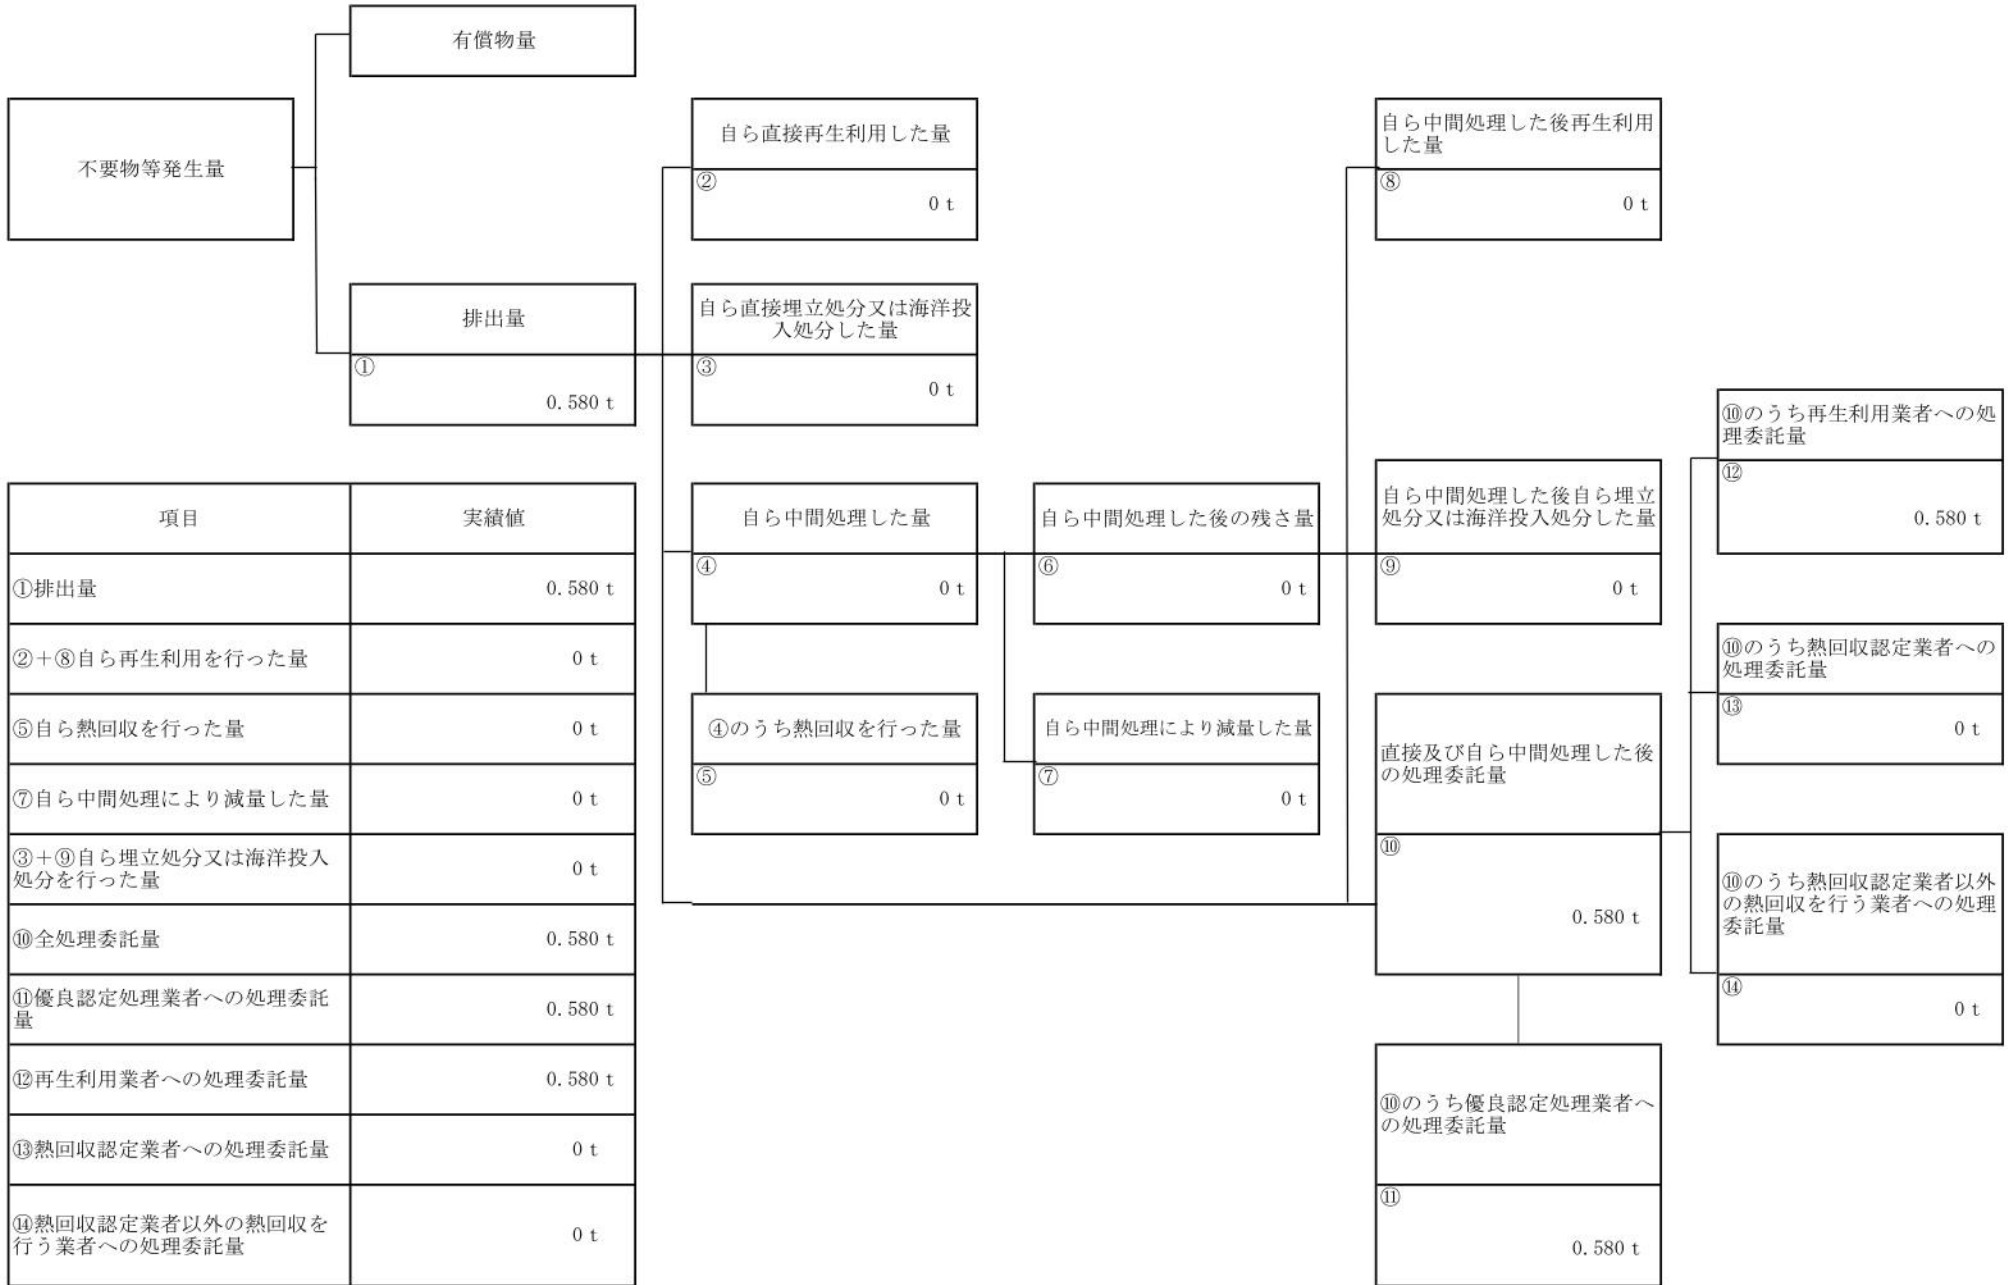 有償物量
不要物等発生量
排出量
①
0.580 t
自ら直接再生利用した量
②
0 t
自ら直接埋立処分又は海洋投
入処分した量
③
0 t
自ら中間処理した量
④
0 t
④のうち熱回収を行った量
⑤
0 t
自ら中間処理した後の残さ量
⑥
0 t
自ら中間処理により減量した量
⑦
0 t
自ら中間処理した後再生利用
した量
⑧
0 t
自ら中間処理した後自ら埋立
処分又は海洋投入処分した量
⑨
0 t
直接及び自ら中間処理した後
の処理委託量
⑩
0.580 t
⑩のうち優良認定処理業者へ
の処理委託量
⑪
0.580 t
⑩のうち再生利用業者への処
理委託量
⑫
0.580 t
⑩のうち熱回収認定業者への
処理委託量
⑬
0 t
⑩のうち熱回収認定業者以外
の熱回収を行う業者への処理
委託量
⑭
0 t
項目 実績値
①排出量 0.580 t
②+⑧自ら再生利用を行った量 0 t
⑤自ら熱回収を行った量 0 t
⑦自ら中間処理により減量した量 0 t
③+⑨自ら埋立処分又は海洋投入
処分を行った量 0 t
⑩全処理委託量 0.580 t
⑪優良認定処理業者への処理委託
量 0.580 t
⑫再生利用業者への処理委託量 0.580 t
⑬熱回収認定業者への処理委託量 0 t
⑭熱回収認定業者以外の熱回収を
行う業者への処理委託量 0 t